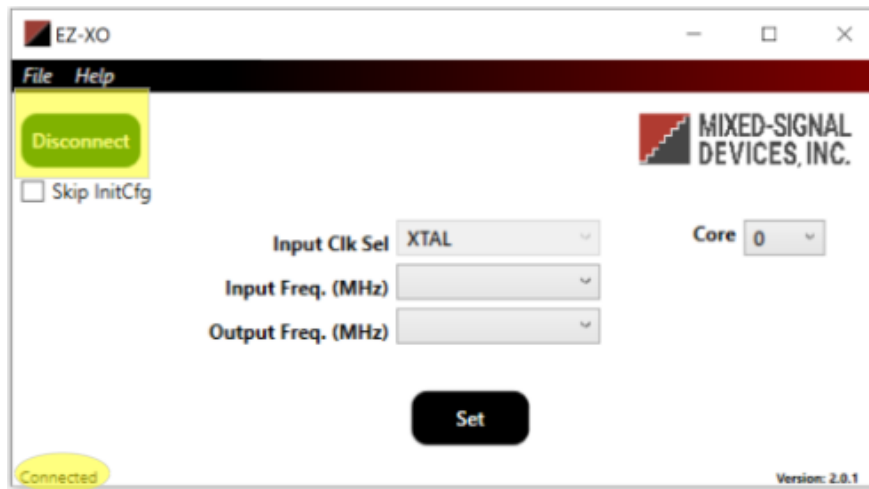 EZ-XO
File Help
Disconnect
MIXED-SIGNAL
DEVICES, INC.
Skip InitCfg
Input Clk Sel XTAL Core 0
Input Freq. (MHz)
Output Freq. (MHz)
Set
Connected Version: 2.0.1